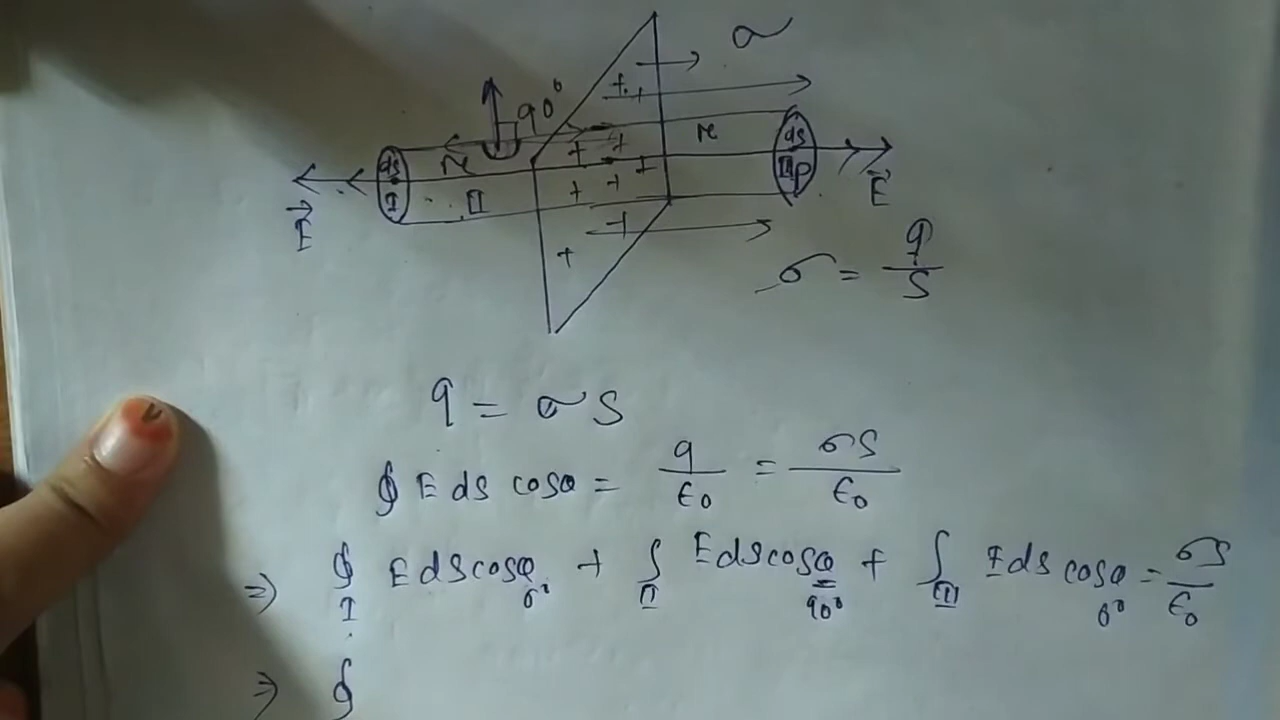 σ
90°
r
r
ds
I
II
ds
III P
E⃗
E⃗
σ = q/S
q = σ S
∮ E ds cosθ = q/ϵ₀ = σS/ϵ₀
⇒ ∮_I E ds cosθ 0° + ∫_II E ds cosθ 90° + ∫_III E ds cosθ 0° = σS/ϵ₀
⇒ ∮